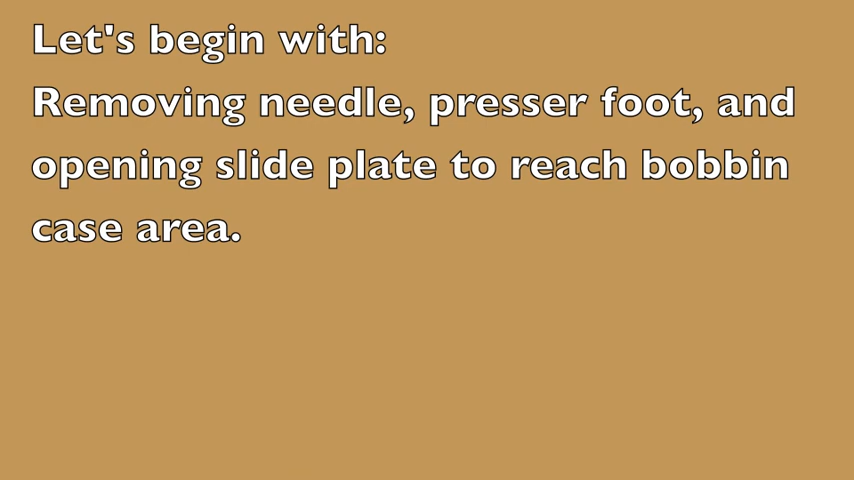 Let's begin with:
Removing needle, presser foot, and
opening slide plate to reach bobbin
case area.